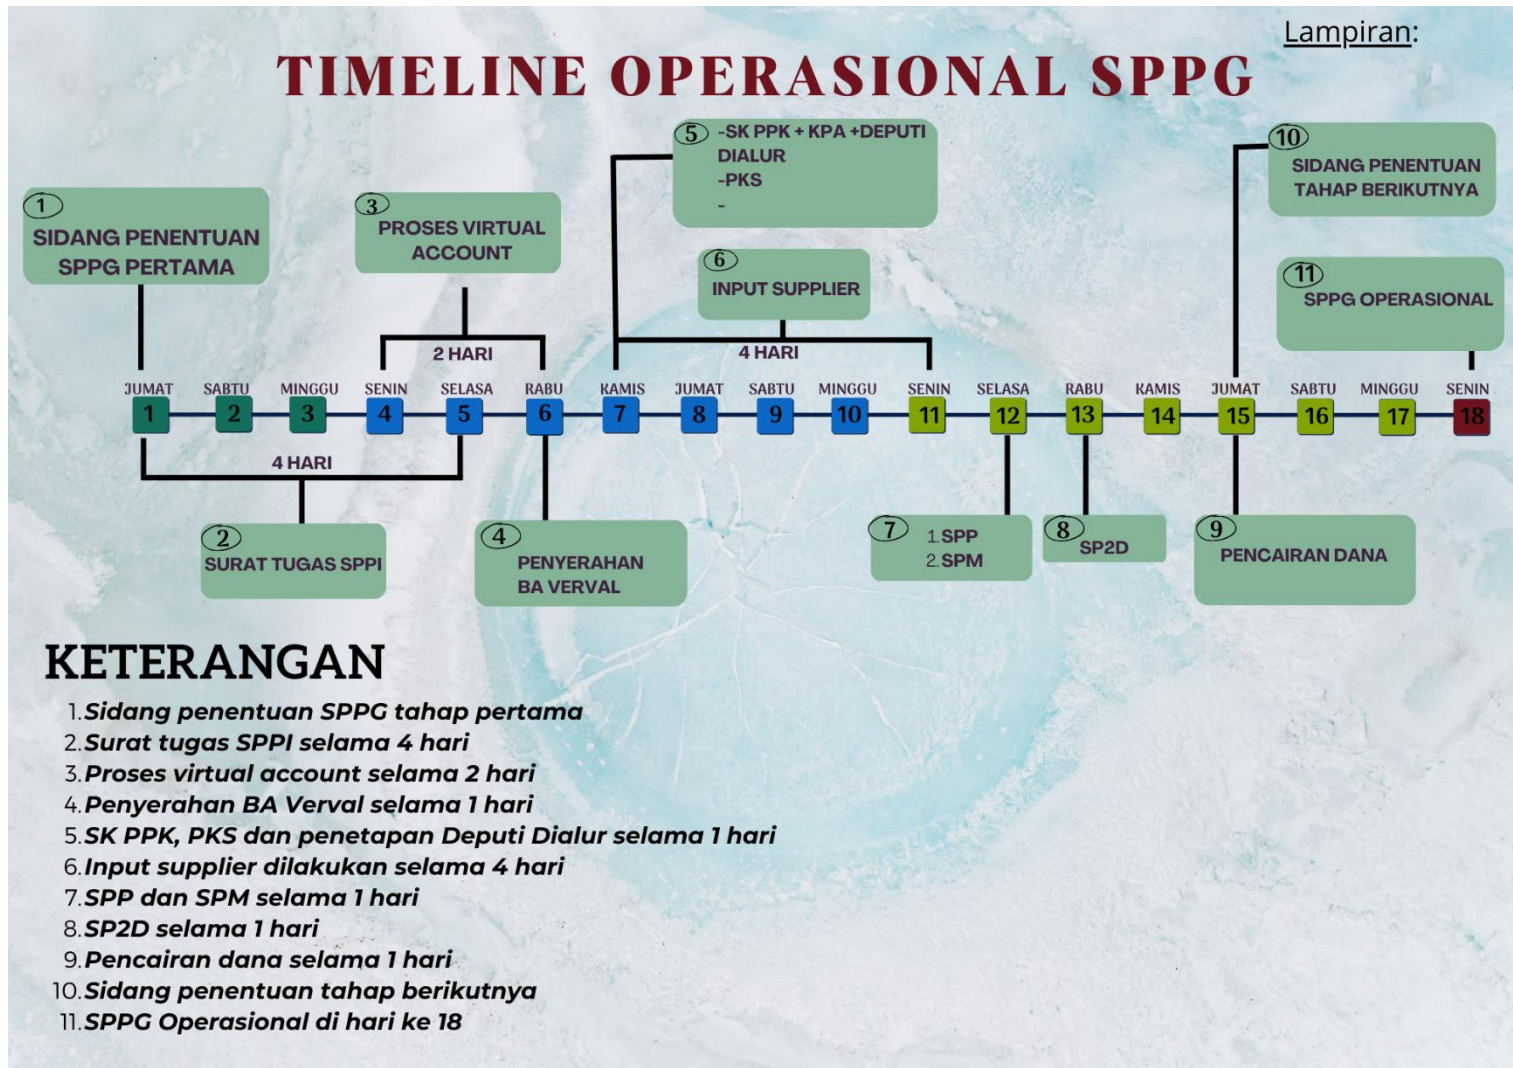 Lampiran:
TIMELINE OPERASIONAL SPPG
1
SIDANG PENENTUAN
SPPG PERTAMA
3
PROSES VIRTUAL
ACCOUNT
5
-SK PPK + KPA +DEPUTI
DIALUR
-PKS
-
6
INPUT SUPPLIER
10
SIDANG PENENTUAN
TAHAP BERIKUTNYA
11
SPPG OPERASIONAL
2 HARI
4 HARI
JUMAT SABTU MINGGU SENIN SELASA RABU KAMIS JUMAT SABTU MINGGU SENIN SELASA RABU KAMIS JUMAT SABTU MINGGU SENIN
1 2 3 4 5 6 7 8 9 10 11 12 13 14 15 16 17 18
4 HARI
2
SURAT TUGAS SPPI
4
PENYERAHAN
BA VERVAL
7
1. SPP
2. SPM
8
SP2D
9
PENCAIRAN DANA
KETERANGAN
1. Sidang penentuan SPPG tahap pertama
2. Surat tugas SPPI selama 4 hari
3. Proses virtual account selama 2 hari
4. Penyerahan BA Verval selama 1 hari
5. SK PPK, PKS dan penetapan Deputi Dialur selama 1 hari
6. Input supplier dilakukan selama 4 hari
7. SPP dan SPM selama 1 hari
8. SP2D selama 1 hari
9. Pencairan dana selama 1 hari
10. Sidang penentuan tahap berikutnya
11. SPPG Operasional di hari ke 18